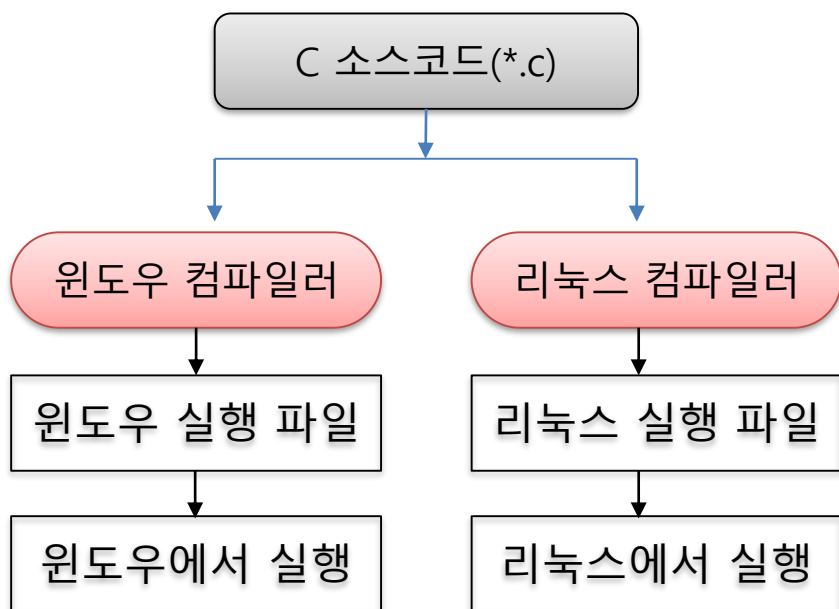 C 소스코드(*.c)
윈도우 컴파일러
리눅스 컴파일러
윈도우 실행 파일
리눅스 실행 파일
윈도우에서 실행
리눅스에서 실행